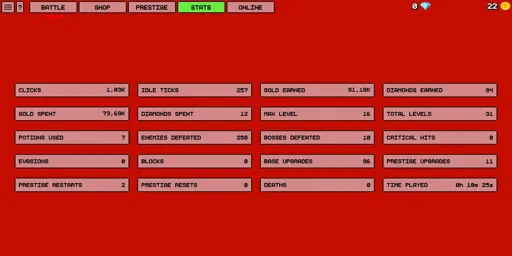 ? BATTLE SHOP PRESTIGE STATS ONLINE 0 22
CLICKS 1,03K IDLE TICKS 257 GOLD EARNED 91,18K DIAMONDS EARNED 84
GOLD SPENT 73,68K DIAMONDS SPENT 12 MAX LEVEL 16 TOTAL LEVELS 31
POTIONS USED 7 ENEMIES DEFEATED 250 BOSSES DEFEATED 10 CRITICAL HITS 0
EVASIONS 0 BLOCKS 0 BASE UPGRADES 96 PRESTIGE UPGRADES 11
PRESTIGE RESTARTS 2 PRESTIGE RESETS 0 DEATHS 0 TIME PLAYED 0h 18m 25s